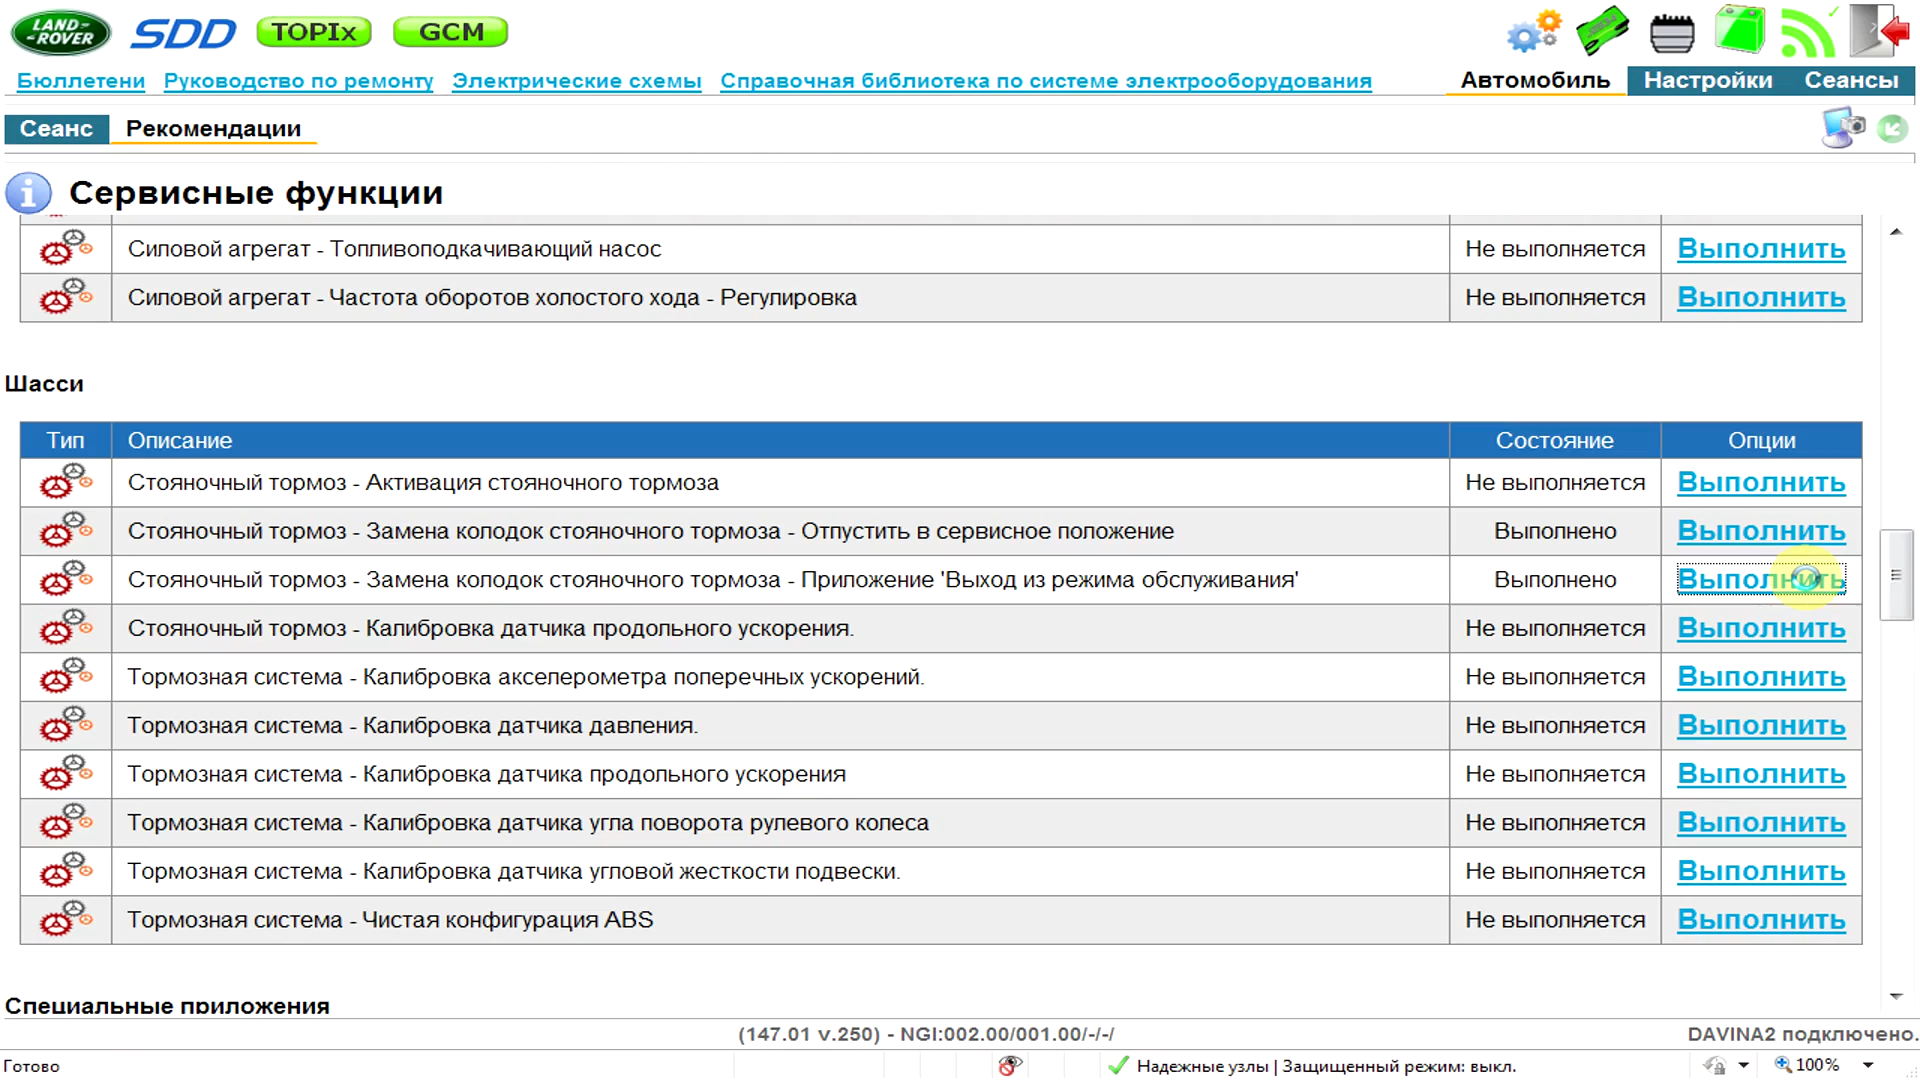 LAND-ROVER SDD TOPIx GCM
Бюллетени Руководство по ремонту Электрические схемы Справочная библиотека по системе электрооборудования Автомобиль Настройки Сеансы
Сеанс Рекомендации
Сервисные функции
Силовой агрегат - Топливоподкачивающий насос Не выполняется Выполнить
Силовой агрегат - Частота оборотов холостого хода - Регулировка Не выполняется Выполнить
Шасси
Тип Описание Состояние Опции
Стояночный тормоз - Активация стояночного тормоза Не выполняется Выполнить
Стояночный тормоз - Замена колодок стояночного тормоза - Отпустить в сервисное положение Выполнено Выполнить
Стояночный тормоз - Замена колодок стояночного тормоза - Приложение 'Выход из режима обслуживания' Выполнено Выполнить
Стояночный тормоз - Калибровка датчика продольного ускорения. Не выполняется Выполнить
Тормозная система - Калибровка акселерометра поперечных ускорений. Не выполняется Выполнить
Тормозная система - Калибровка датчика давления. Не выполняется Выполнить
Тормозная система - Калибровка датчика продольного ускорения Не выполняется Выполнить
Тормозная система - Калибровка датчика угла поворота рулевого колеса Не выполняется Выполнить
Тормозная система - Калибровка датчика угловой жесткости подвески. Не выполняется Выполнить
Тормозная система - Чистая конфигурация ABS Не выполняется Выполнить
Специальные приложения
(147.01 v.250) - NGI:002.00/001.00/-/-/ DAVINA2 подключено.
Готово Надежные узлы | Защищенный режим: выкл. 100%